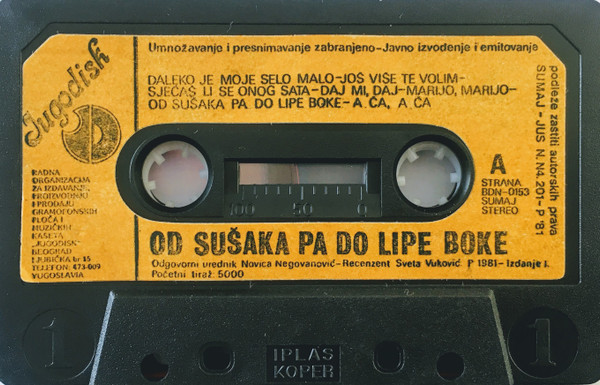 Jugodisk
Umnožavanje i presnimavanje zabranjeno-Javno izvođenje i emitovanje
podleže zaštiti autorskih prava
SUMAJ - JUS N.N4. 201 - P '81
DALEKO JE MOJE SELO MALO-JOŠ VIŠE TE VOLIM-
SJEĆAŠ LI SE ONOG SATA-DAJ MI, DAJ-MARIJO, MARIJO-
OD SUŠAKA PA DO LIPE BOKE-A ČA, A ČA
RADNA
ORGANIZACIJA
ZA IZDAVANJE,
PROIZVODNJU
I PRODAJU
GRAMOFONSKIH
PLOČA I
MUZIČKIH
KASETA
„JUGODISK"
BEOGRAD
LJUBIČKA br 15
TELEFON: 473-009
YUGOSLAVIA
A
STRANA
BDN-0153
SUMAJ
STEREO
100 50 0
OD SUŠAKA PA DO LIPE BOKE
Odgovorni urednik Novica Negovanović-Recenzent Sveta Vuković. P 1981-Izdanje I.
Početni tiraž 5000
1 1
IPLAS
KOPER